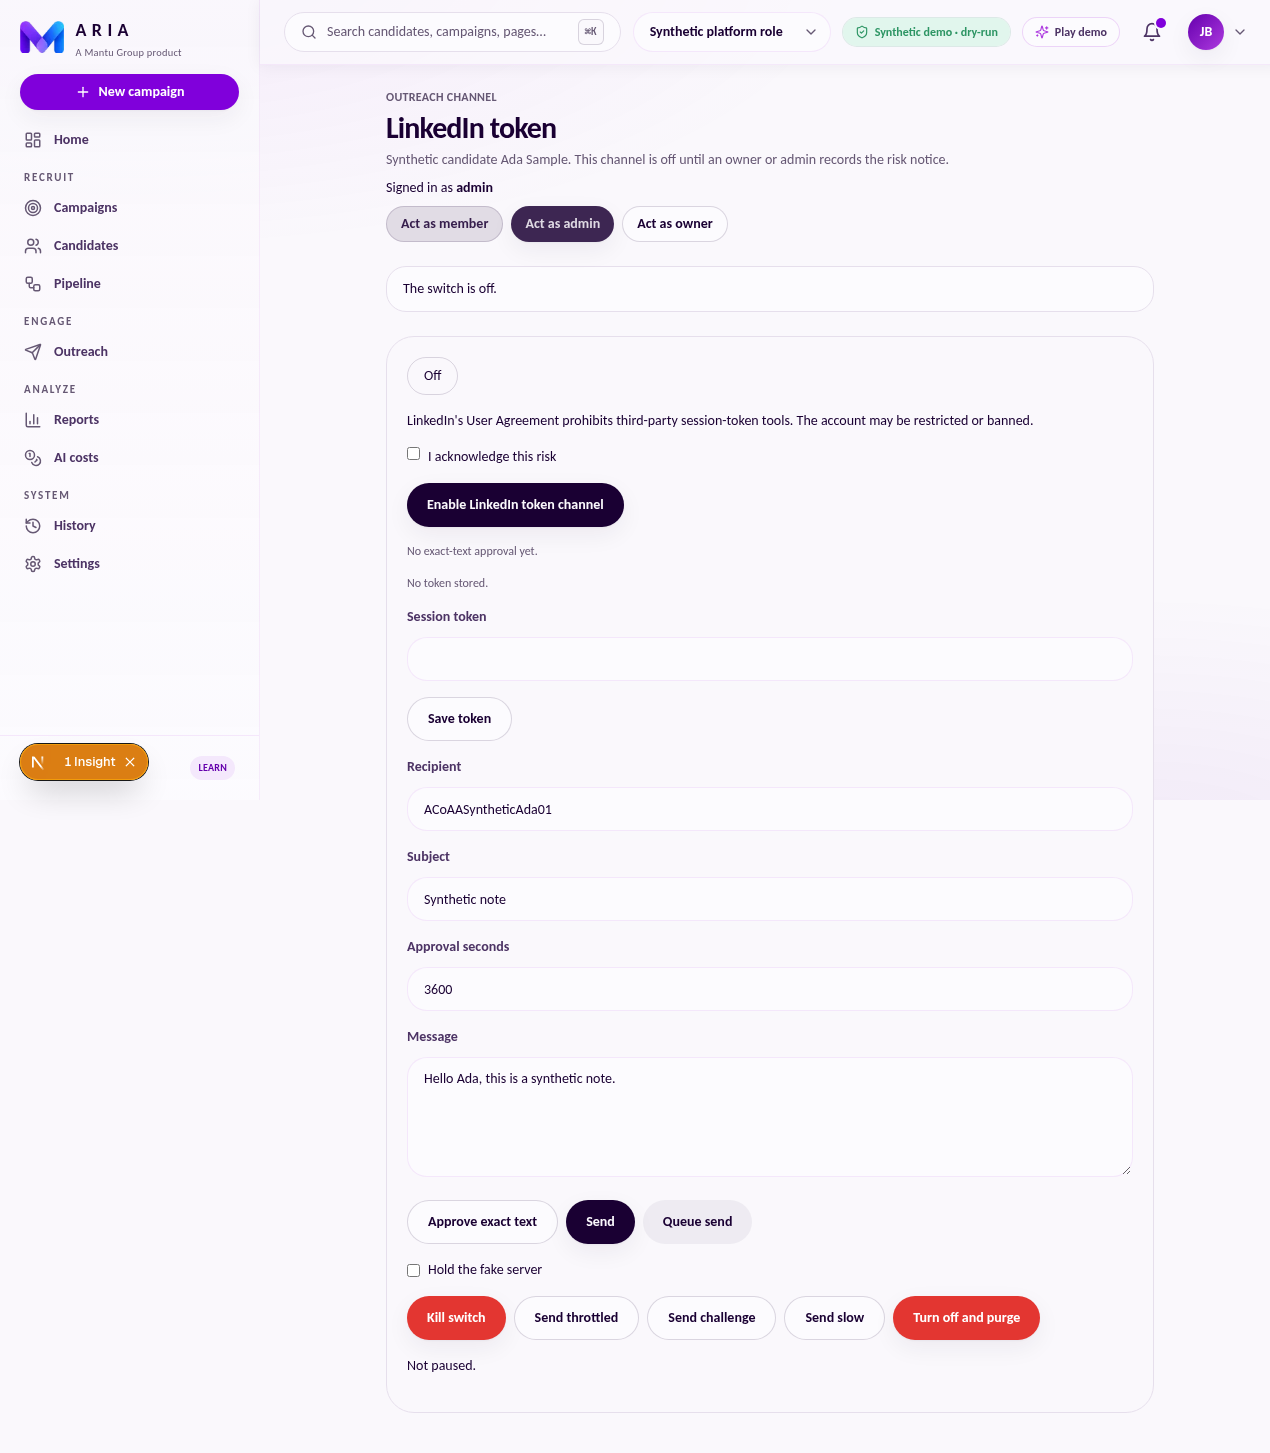 ARIA
A Mantu Group product
New campaign
Home
RECRUIT
Campaigns
Candidates
Pipeline
ENGAGE
Outreach
ANALYZE
Reports
AI costs
SYSTEM
History
Settings
1 Insight
LEARN
Search candidates, campaigns, pages...
⌘K
Synthetic platform role
Synthetic demo · dry-run
Play demo
JB
OUTREACH CHANNEL
LinkedIn token
Synthetic candidate Ada Sample. This channel is off until an owner or admin records the risk notice.
Signed in as admin
Act as member
Act as admin
Act as owner
The switch is off.
Off
LinkedIn's User Agreement prohibits third-party session-token tools. The account may be restricted or banned.
I acknowledge this risk
Enable LinkedIn token channel
No exact-text approval yet.
No token stored.
Session token
Save token
Recipient
ACoAASyntheticAda01
Subject
Synthetic note
Approval seconds
3600
Message
Hello Ada, this is a synthetic note.
Approve exact text
Send
Queue send
Hold the fake server
Kill switch
Send throttled
Send challenge
Send slow
Turn off and purge
Not paused.